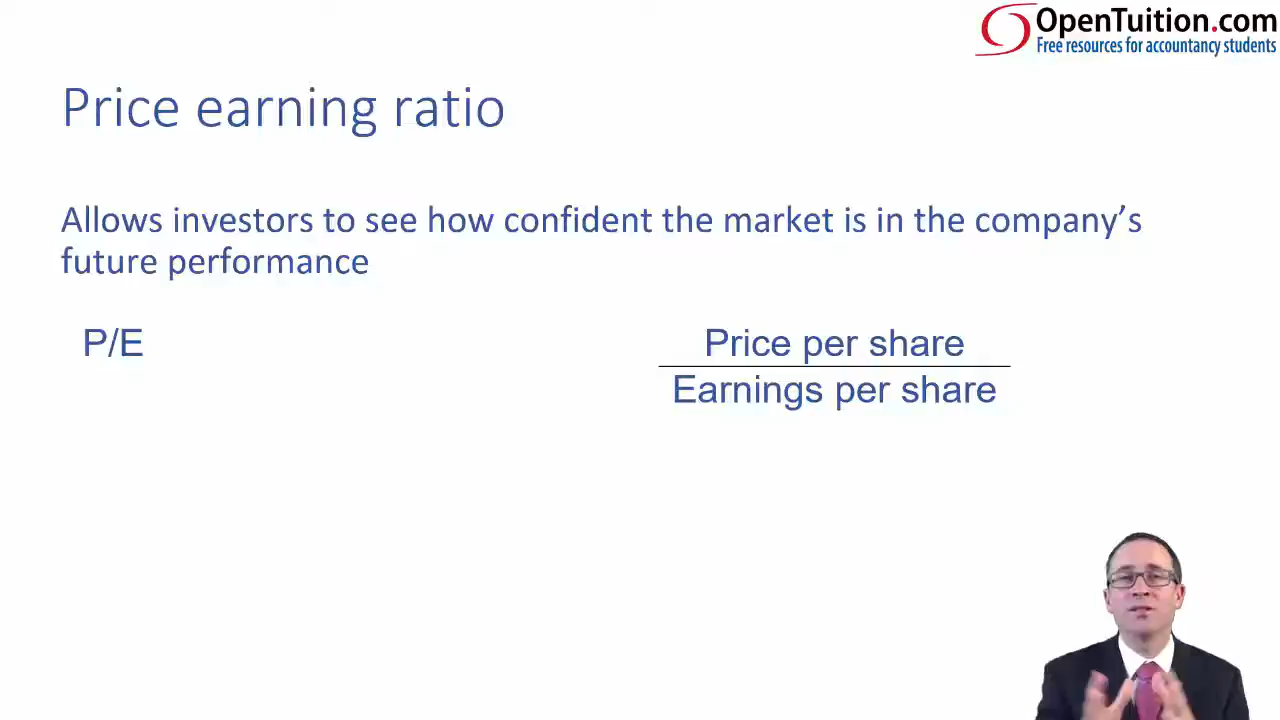 OpenTuition.com
Free resources for accountancy students
Price earning ratio
Allows investors to see how confident the market is in the company’s
future performance
P/E
Price per share
Earnings per share